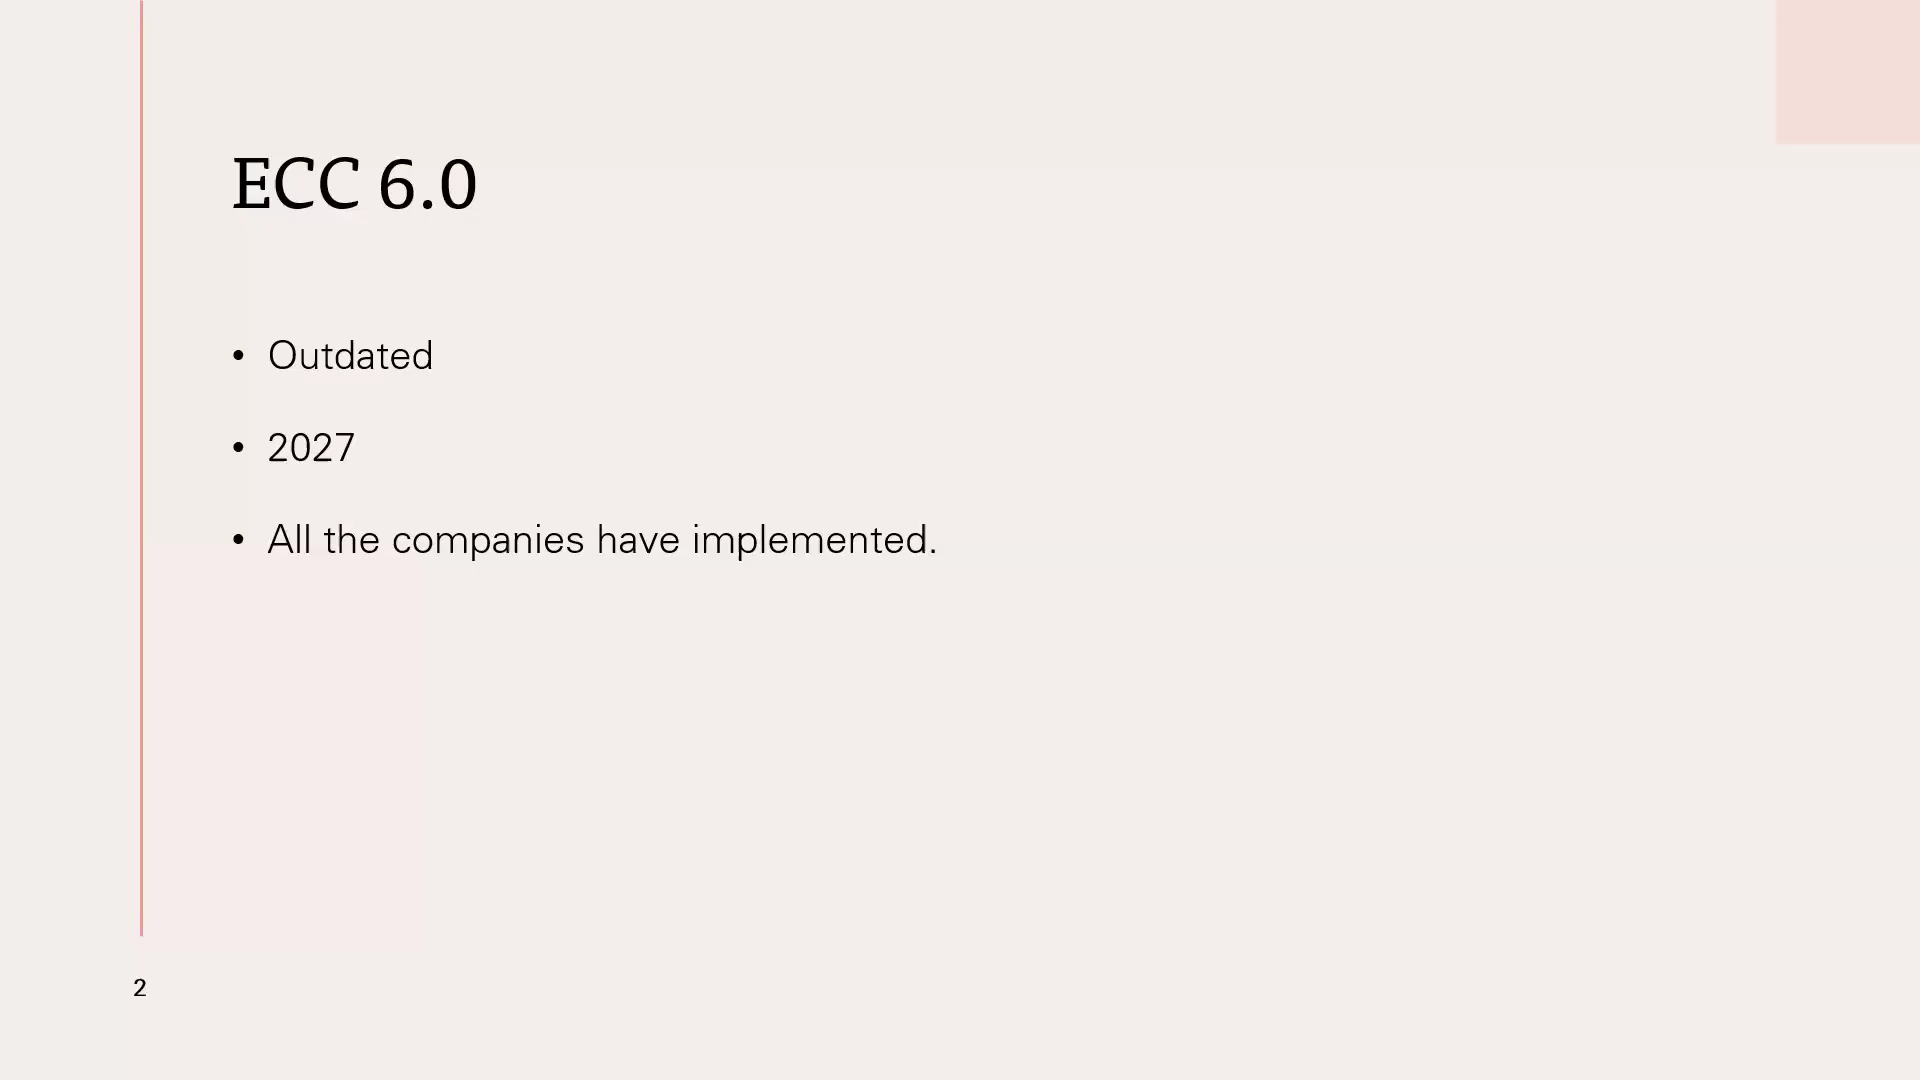 ECC 6.0
• Outdated
• 2027
• All the companies have implemented.
2